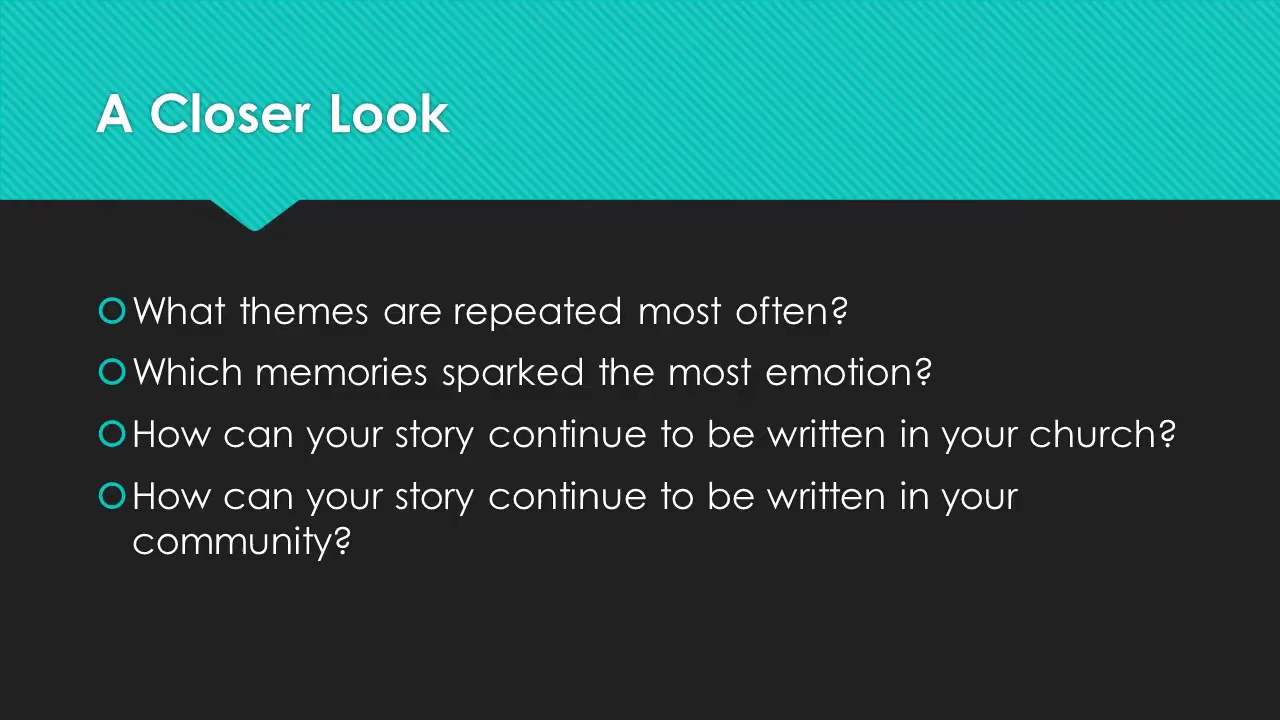 A Closer Look
What themes are repeated most often?
Which memories sparked the most emotion?
How can your story continue to be written in your church?
How can your story continue to be written in your
community?